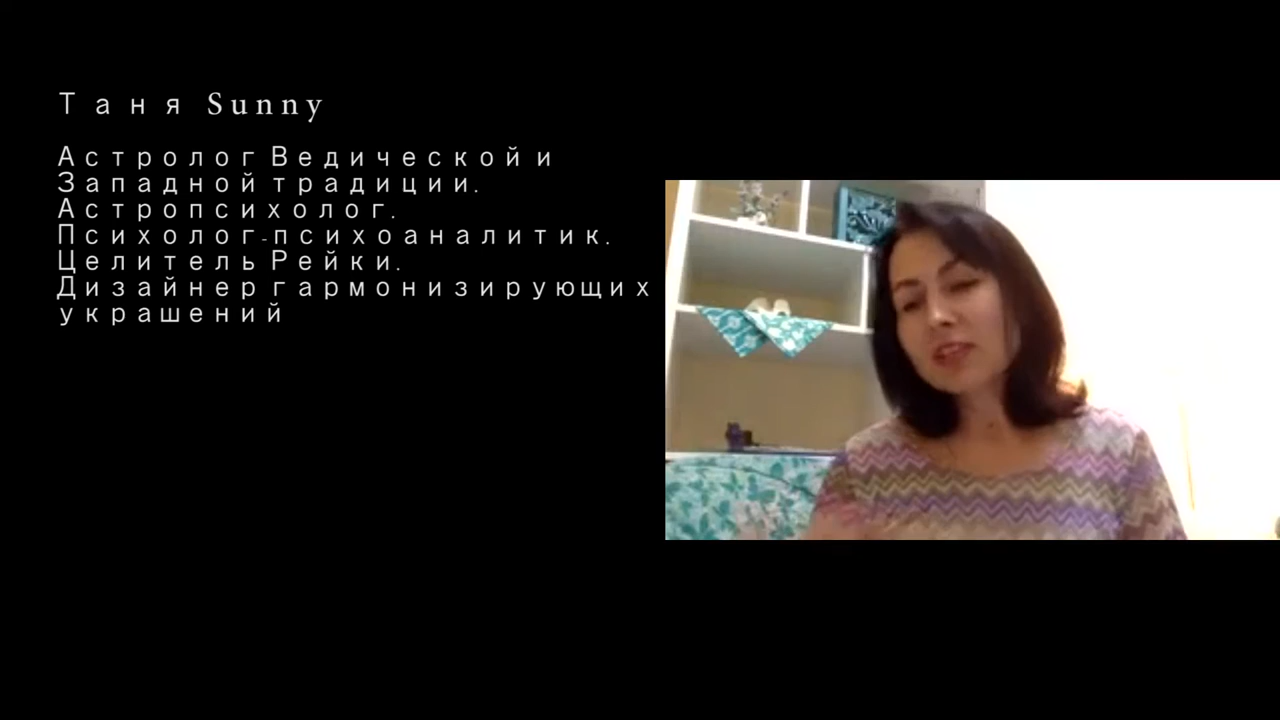 Таня Sunny
Астролог Ведической и
Западной традиции.
Астропсихолог.
Психолог-психоаналитик.
Целитель Рейки.
Дизайнер гармонизирующих
украшений